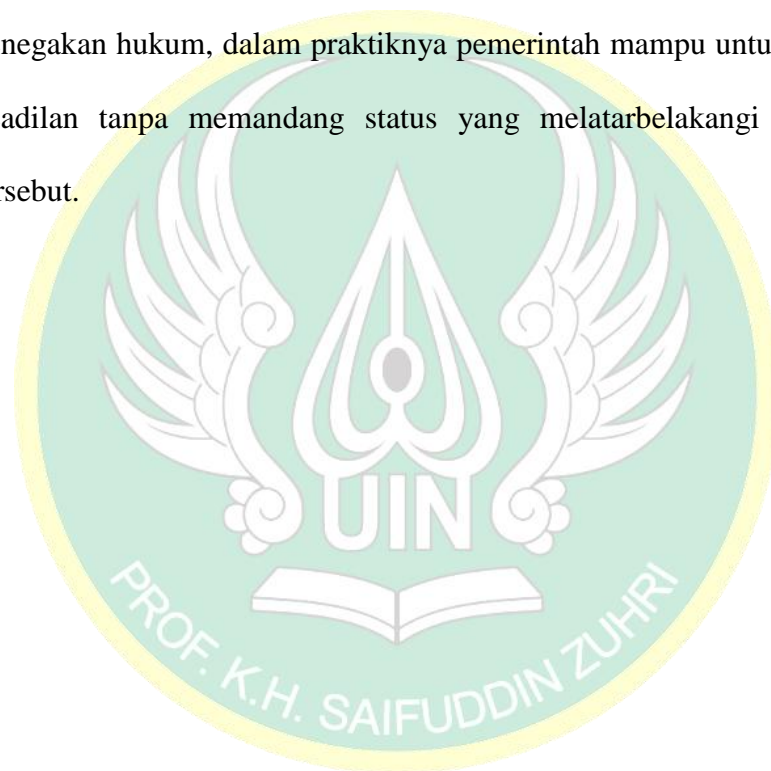 negakan hukum, dalam praktiknya pemerintah mampu untu
adilan tanpa memandang status yang melatarbelakangi
rsebut.
UIN
PROF. K.H. SAIFUDDIN ZUHRI